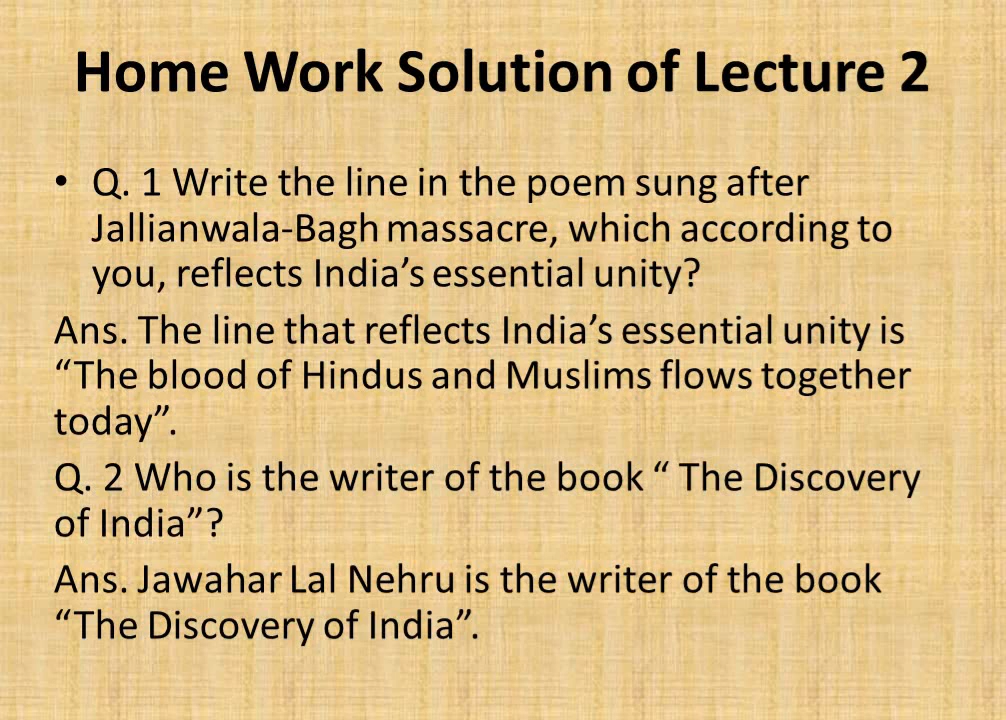 Home Work Solution of Lecture 2
• Q. 1 Write the line in the poem sung after
Jallianwala-Bagh massacre, which according to
you, reflects India’s essential unity?
Ans. The line that reflects India’s essential unity is
“The blood of Hindus and Muslims flows together
today”.
Q. 2 Who is the writer of the book “ The Discovery
of India”?
Ans. Jawahar Lal Nehru is the writer of the book
“The Discovery of India”.